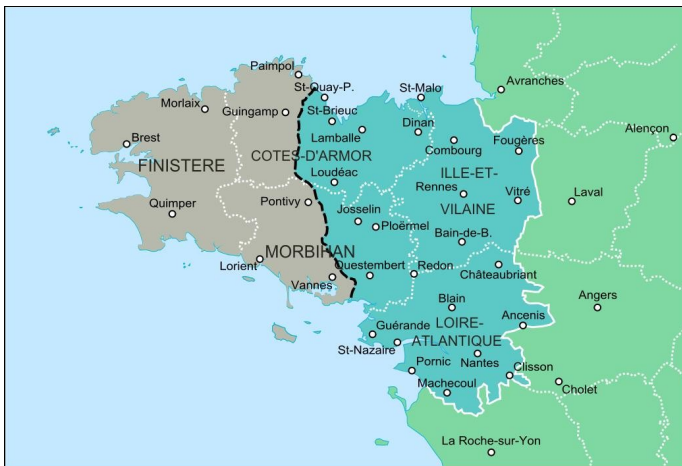 Paimpol
St-Quay-P.
St-Malo
Avranches
Morlaix
Guingamp
St-Brieuc
Lamballe
Dinan
Combourg
Fougères
Alençon
Brest
FINISTERE
COTES-D'ARMOR
Loudéac
ILLE-ET-
VILAINE
Rennes
Vitré
Laval
Quimper
Pontivy
Josselin
Ploërmel
Bain-de-B.
MORBIHAN
Lorient
Vannes
Questembert
Redon
Châteaubriant
Blain
Angers
Guérande
LOIRE-
ATLANTIQUE
Ancenis
St-Nazaire
Nantes
Pornic
Clisson
Machecoul
Cholet
La Roche-sur-Yon